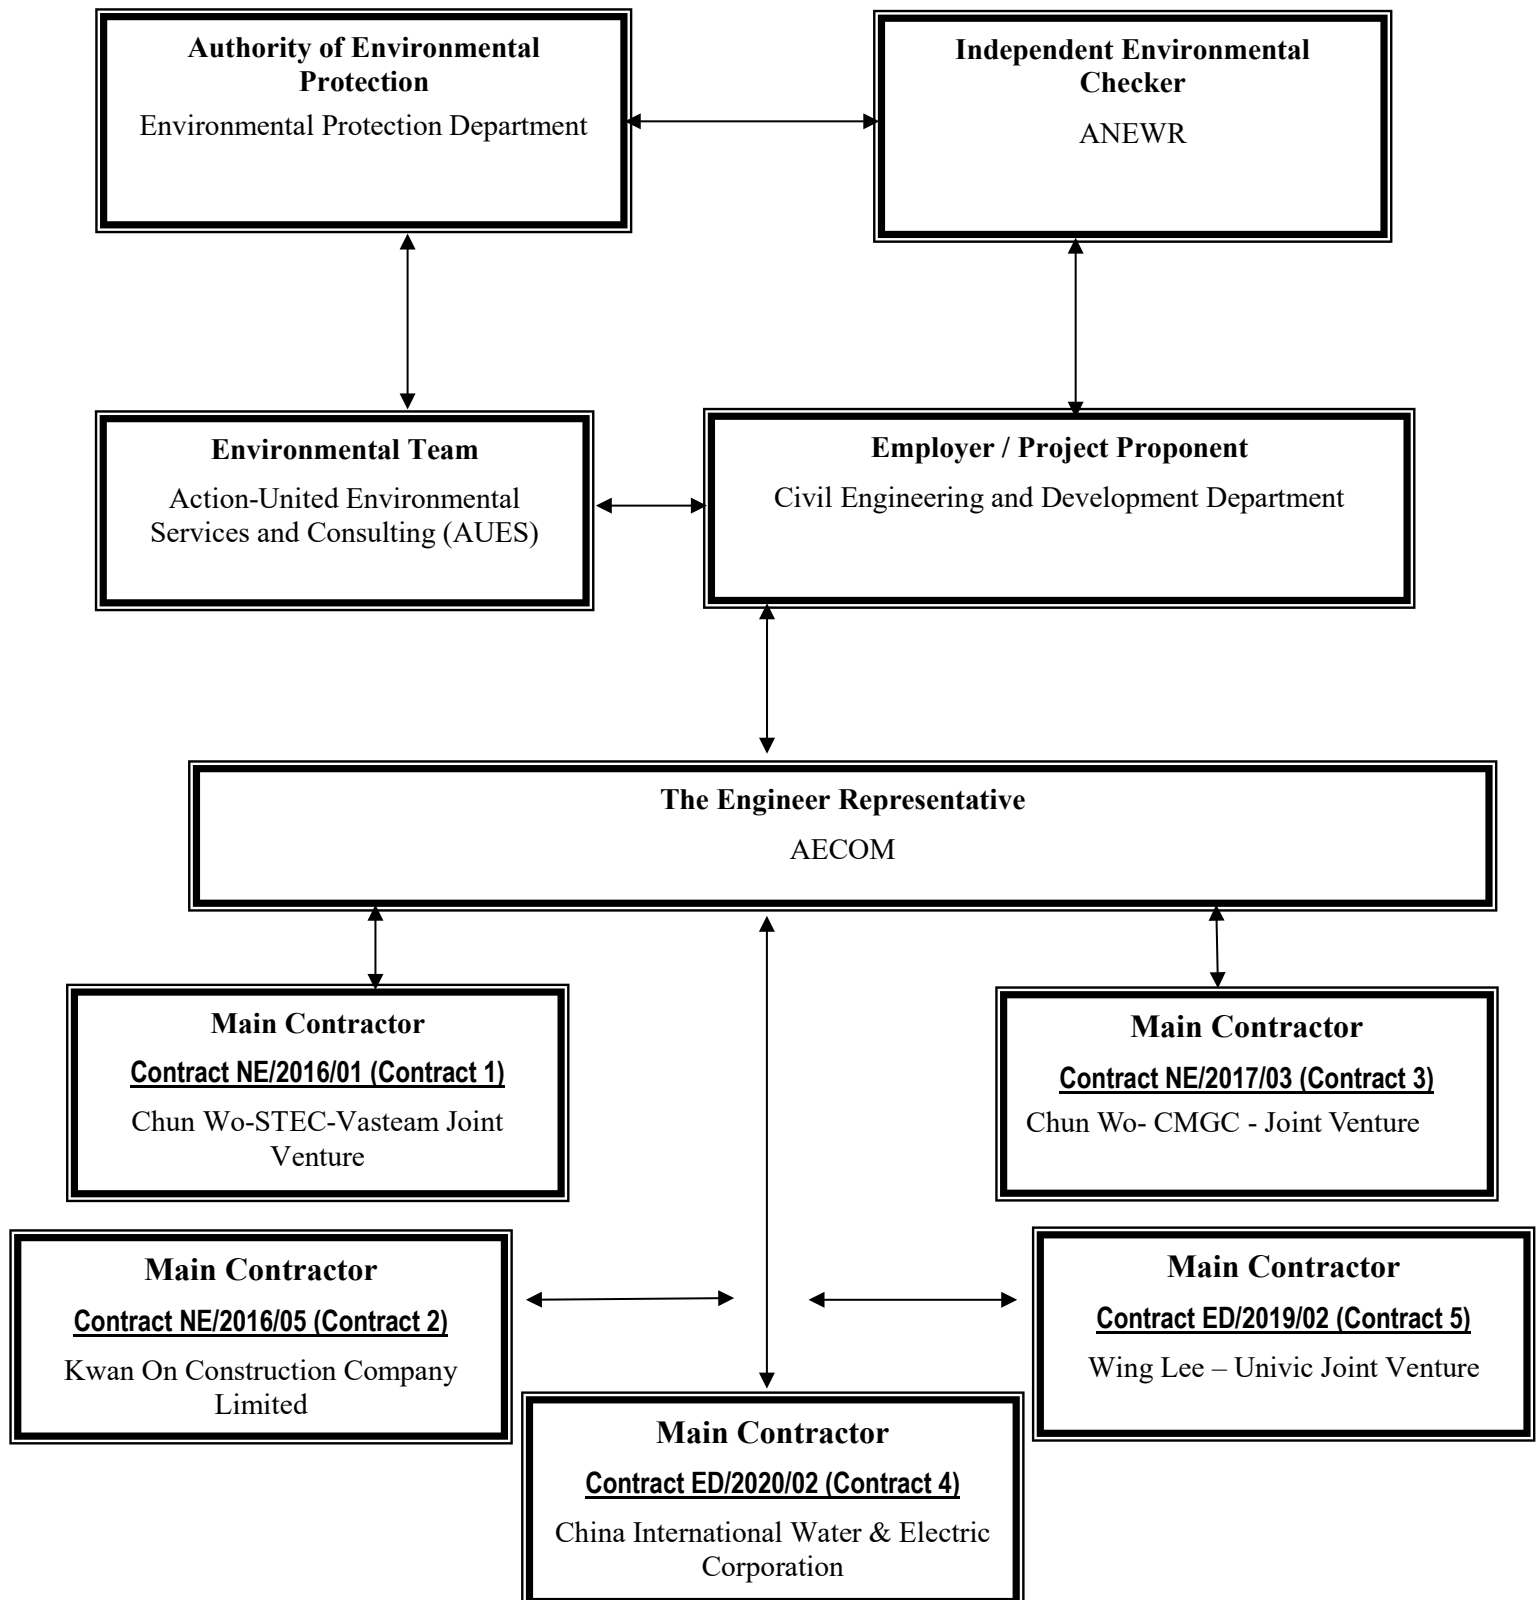 Authority of Environmental
Protection
Environmental Protection Department
Independent Environmental
Checker
ANEWR
Environmental Team
Action-United Environmental
Services and Consulting (AUES)
Employer / Project Proponent
Civil Engineering and Development Department
The Engineer Representative
AECOM
Main Contractor
Contract NE/2016/01 (Contract 1)
Chun Wo-STEC-Vasteam Joint
Venture
Main Contractor
Contract NE/2017/03 (Contract 3)
Chun Wo- CMGC - Joint Venture
Main Contractor
Contract NE/2016/05 (Contract 2)
Kwan On Construction Company
Limited
Main Contractor
Contract ED/2019/02 (Contract 5)
Wing Lee – Univic Joint Venture
Main Contractor
Contract ED/2020/02 (Contract 4)
China International Water & Electric
Corporation